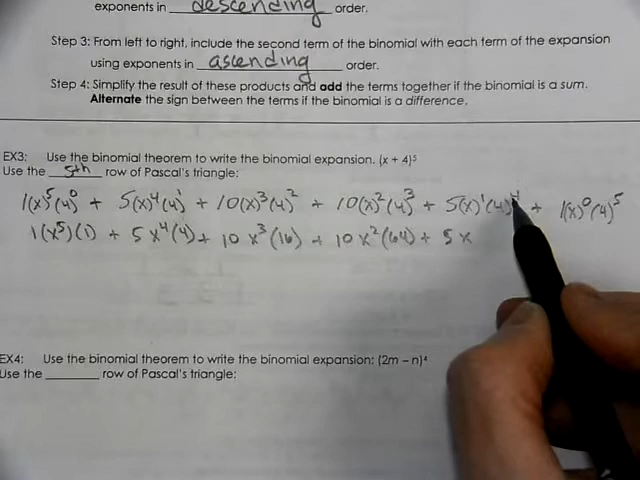 exponents in descending order.
Step 3: From left to right, include the second term of the binomial with each term of the expansion
using exponents in ascending order.
Step 4: Simplify the result of these products and add the terms together if the binomial is a sum.
Alternate the sign between the terms if the binomial is a difference.
EX3: Use the binomial theorem to write the binomial expansion. (x + 4)⁵
Use the 5th row of Pascal's triangle:
1(x)⁵(4)⁰ + 5(x)⁴(4)¹ + 10(x)³(4)² + 10(x)²(4)³ + 5(x)¹(4)⁴ + 1(x)⁰(4)⁵
1(x⁵)(1) + 5x⁴(4) + 10x³(16) + 10x²(64) + 5x
EX4: Use the binomial theorem to write the binomial expansion: (2m – n)⁴
Use the ______ row of Pascal's triangle: